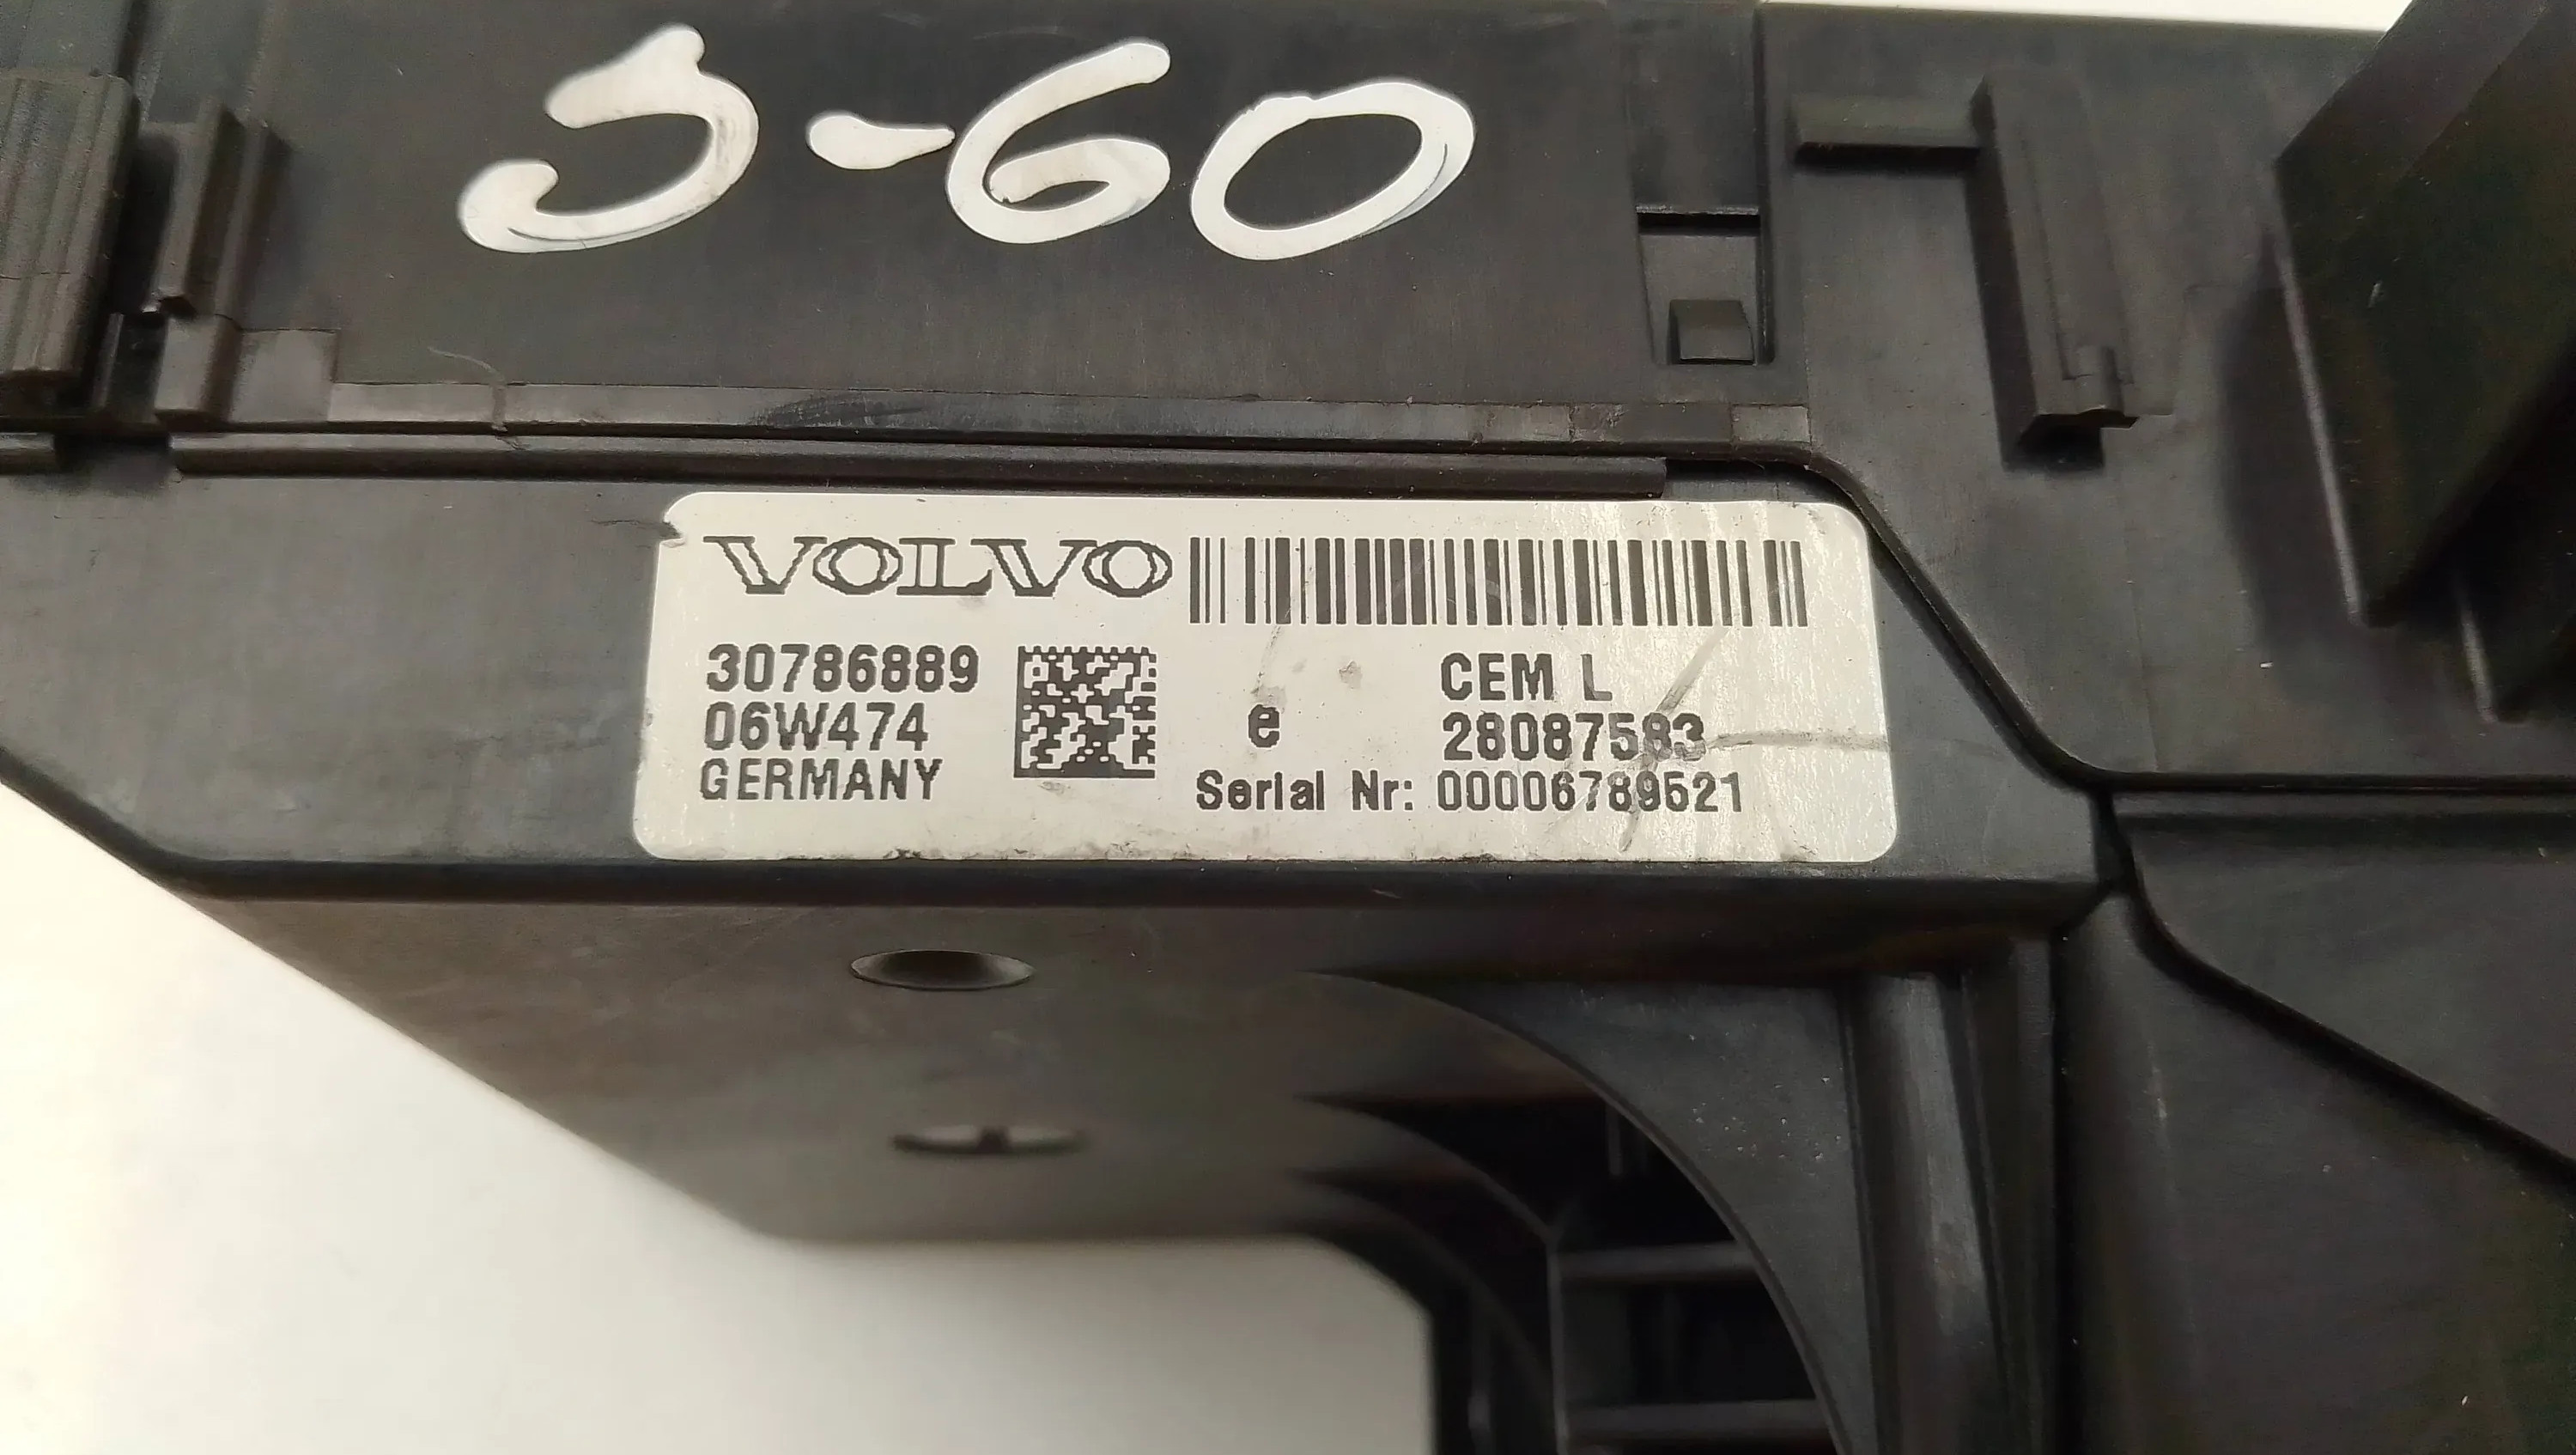 S-60
VOLVO
30786889
06W474
GERMANY
e
CEM L
28087583
Serial Nr: 00006789521